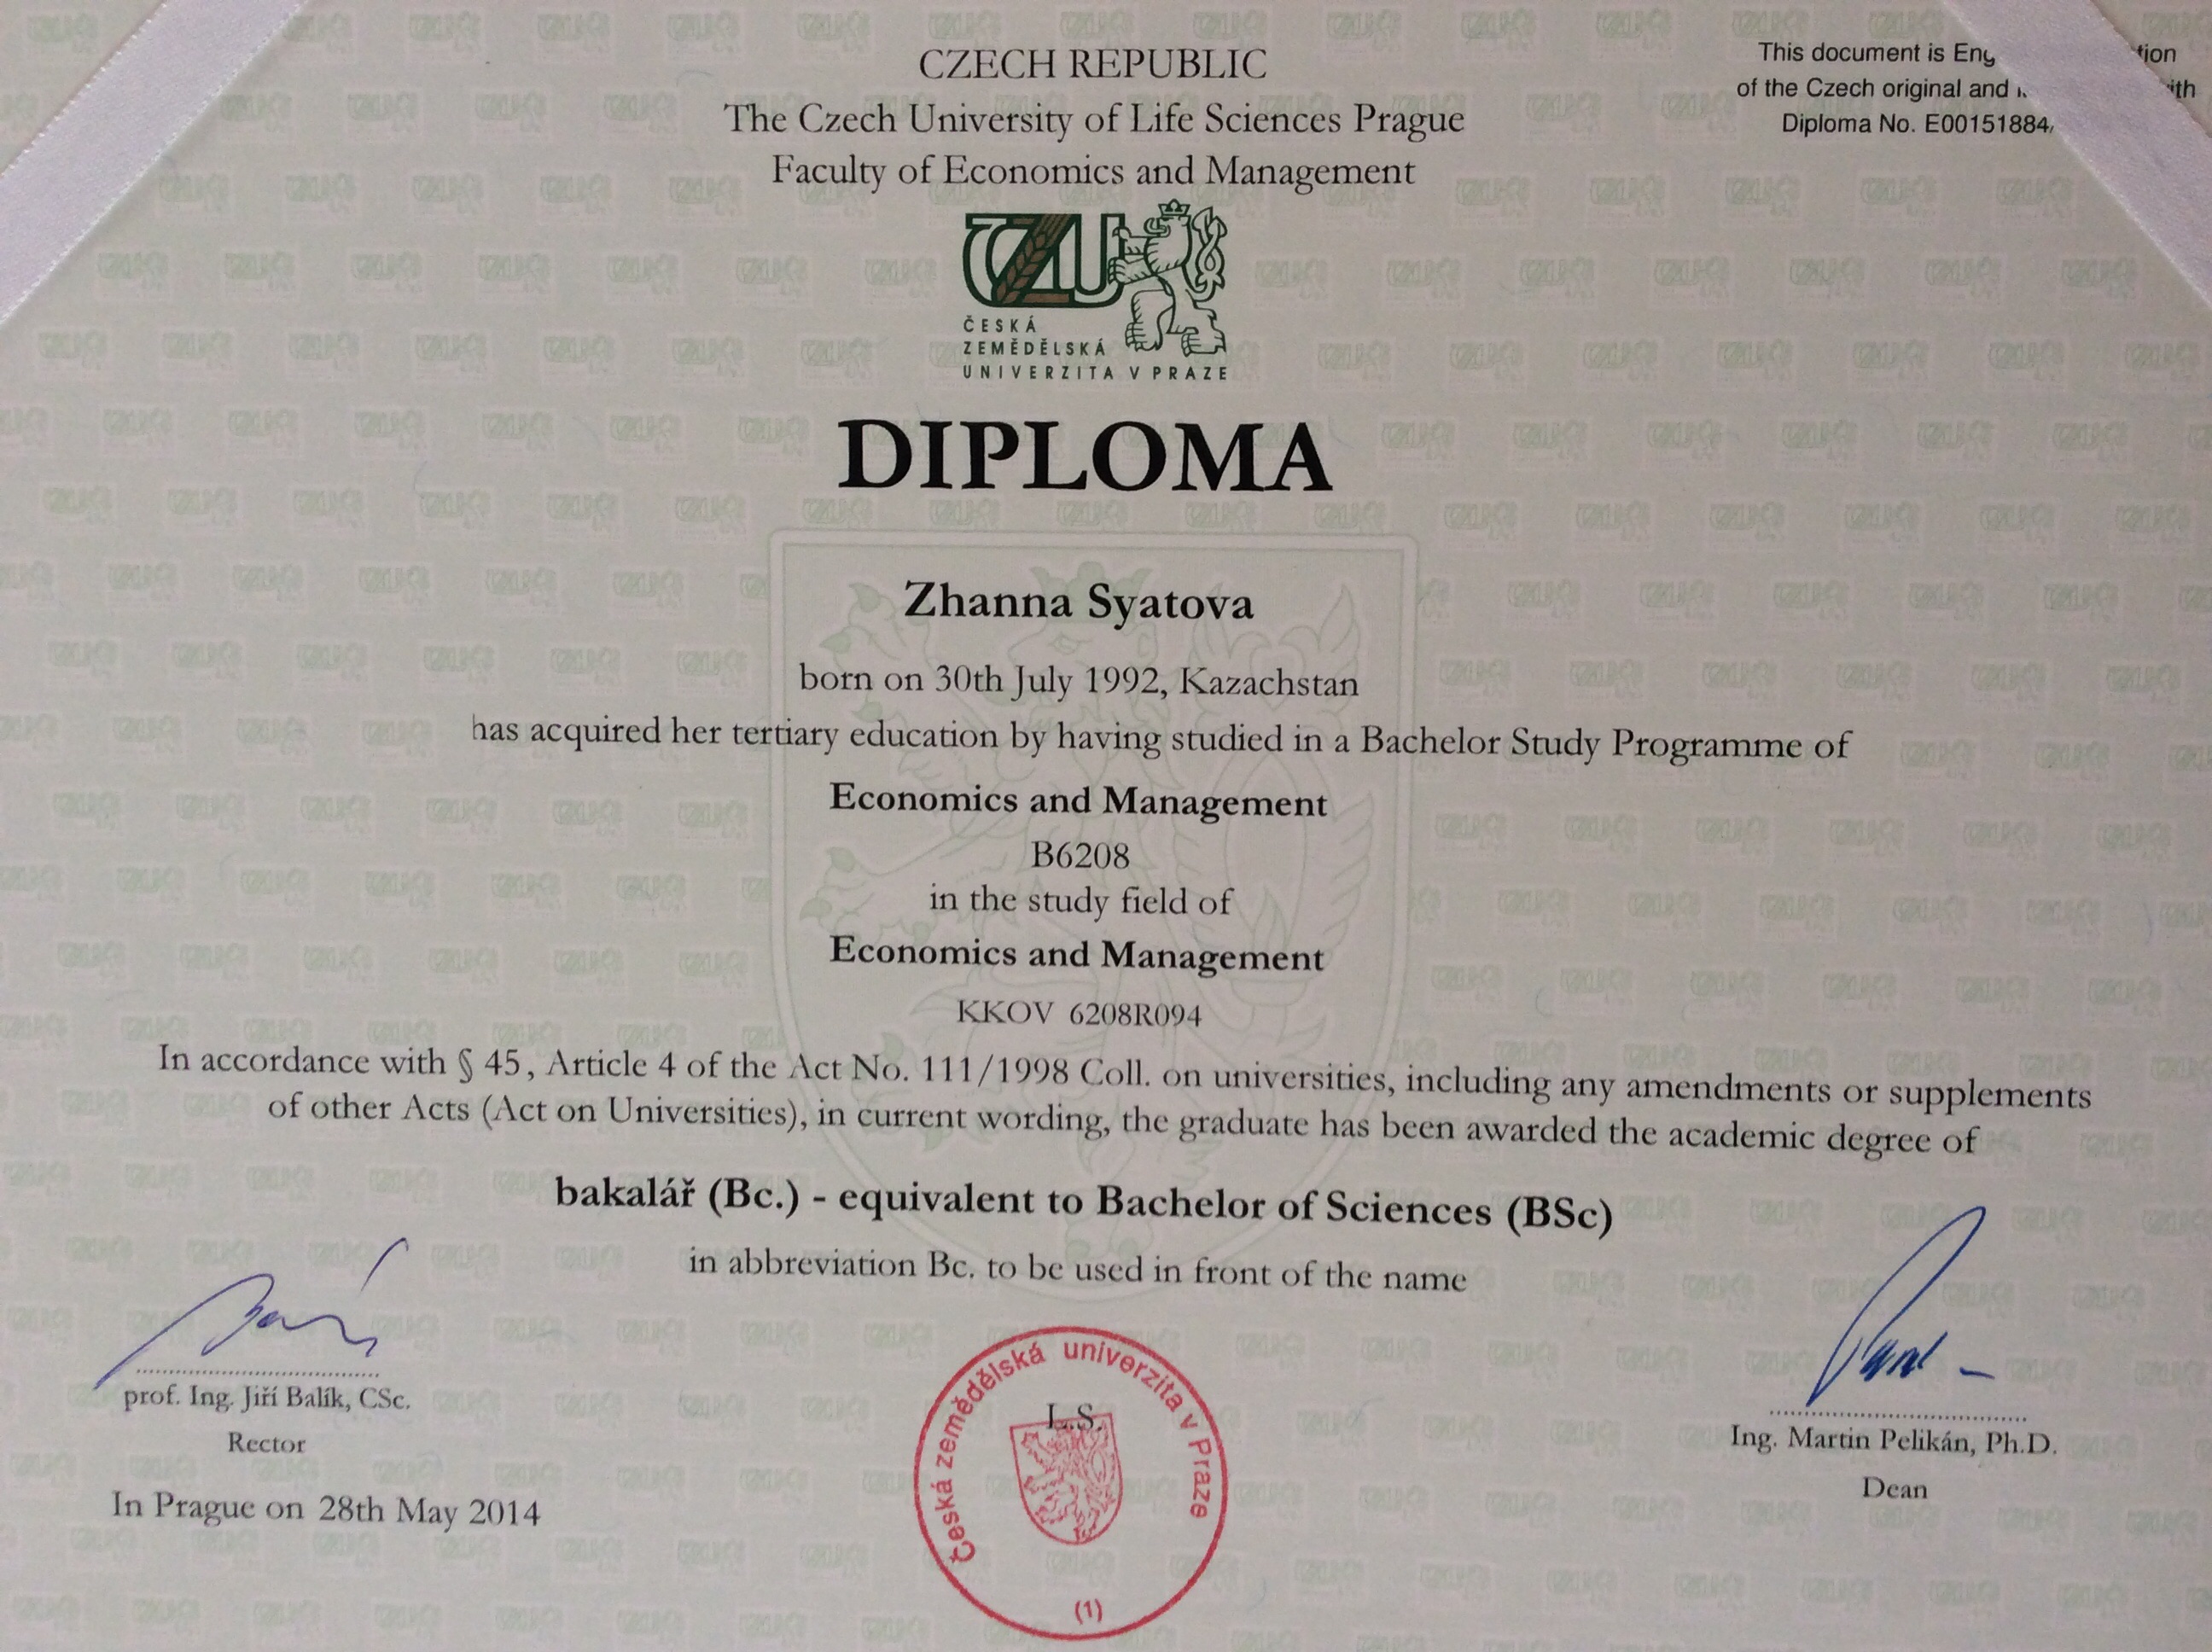 CZECH REPUBLIC
The Czech University of Life Sciences Prague
Faculty of Economics and Management
This document is
of the Czech original and
Diploma No. E00151884
ČZU
ČESKÁ
ZEMĚDĚLSKÁ
UNIVERZITA V PRAZE
DIPLOMA
Zhanna Syatova
born on 30th July 1992, Kazachstan
has acquired her tertiary education by having studied in a Bachelor Study Programme of
Economics and Management
B6208
in the study field of
Economics and Management
KKOV 6208R094
In accordance with § 45, Article 4 of the Act No. 111/1998 Coll. on universities, including any amendments or supplements
of other Acts (Act on Universities), in current wording, the graduate has been awarded the academic degree of
bakalář (Bc.) - equivalent to Bachelor of Sciences (BSc)
in abbreviation Bc. to be used in front of the name
prof. Ing. Jiří Balík, CSc.
Rector
In Prague on 28th May 2014
Česká zemědělská univerzita v Praze
L.S.
(1)
Ing. Martin Pelikán, Ph.D.
Dean